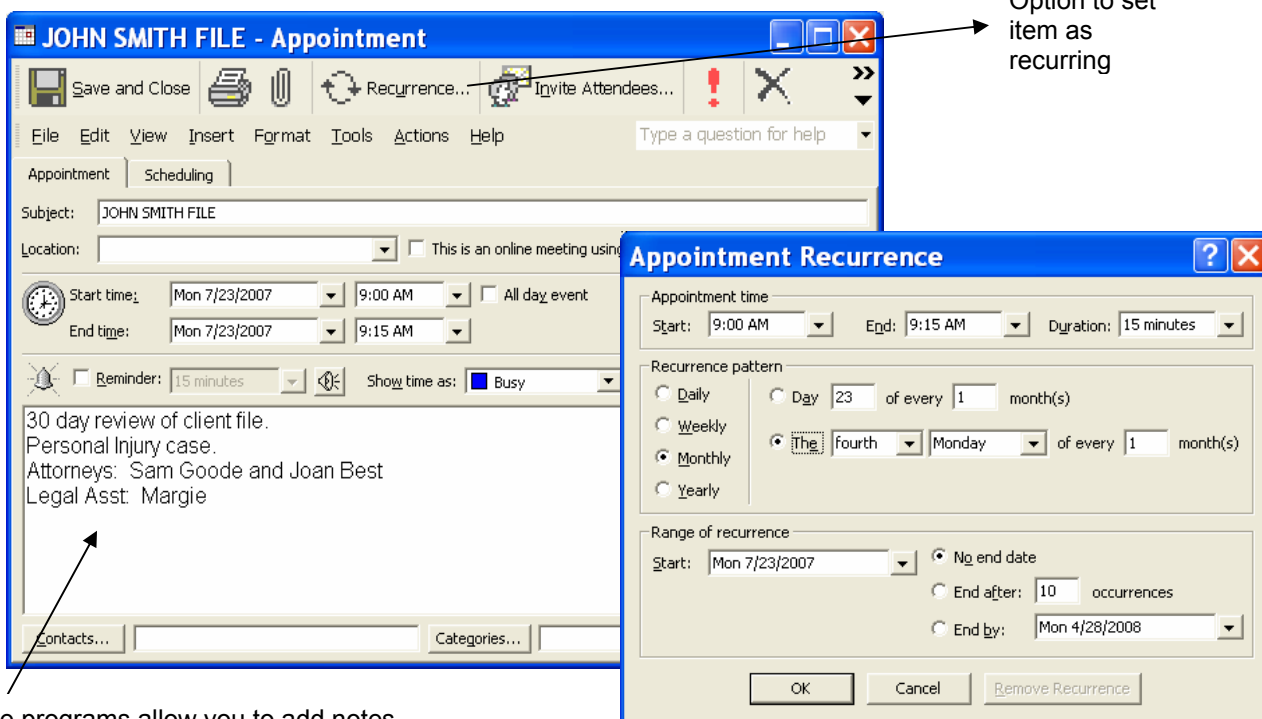 Option to set
item as
recurring
JOHN SMITH FILE - Appointment
Save and Close Recurrence... Invite Attendees...
File Edit View Insert Format Tools Actions Help Type a question for help
Appointment Scheduling
Subject: JOHN SMITH FILE
Location: This is an online meeting using
Start time: Mon 7/23/2007 9:00 AM All day event
End time: Mon 7/23/2007 9:15 AM
Reminder: 15 minutes Show time as: Busy
30 day review of client file.
Personal Injury case.
Attorneys: Sam Goode and Joan Best
Legal Asst: Margie
Contacts... Categories...
Appointment Recurrence
Appointment time
Start: 9:00 AM End: 9:15 AM Duration: 15 minutes
Recurrence pattern
Daily Day 23 of every 1 month(s)
Weekly
The fourth Monday of every 1 month(s)
Monthly
Yearly
Range of recurrence
Start: Mon 7/23/2007 No end date
End after: 10 occurrences
End by: Mon 4/28/2008
OK Cancel Remove Recurrence
programs allow you to add notes